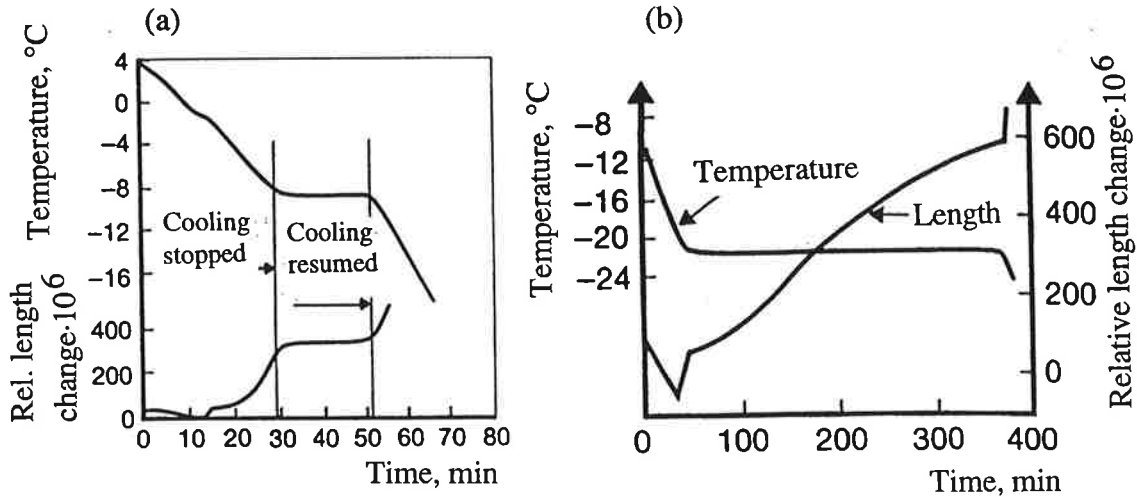 (a)
Temperature, °C
4
0
−4
−8
−12
−16
Cooling
stopped
Cooling
resumed
Rel. length
change·10⁶
400
200
0
0 10 20 30 40 50 60 70 80
Time, min
(b)
Temperature, °C
−8
−12
−16
−20
−24
Temperature
Length
Relative length change·10⁶
600
400
200
0
0 100 200 300 400
Time, min